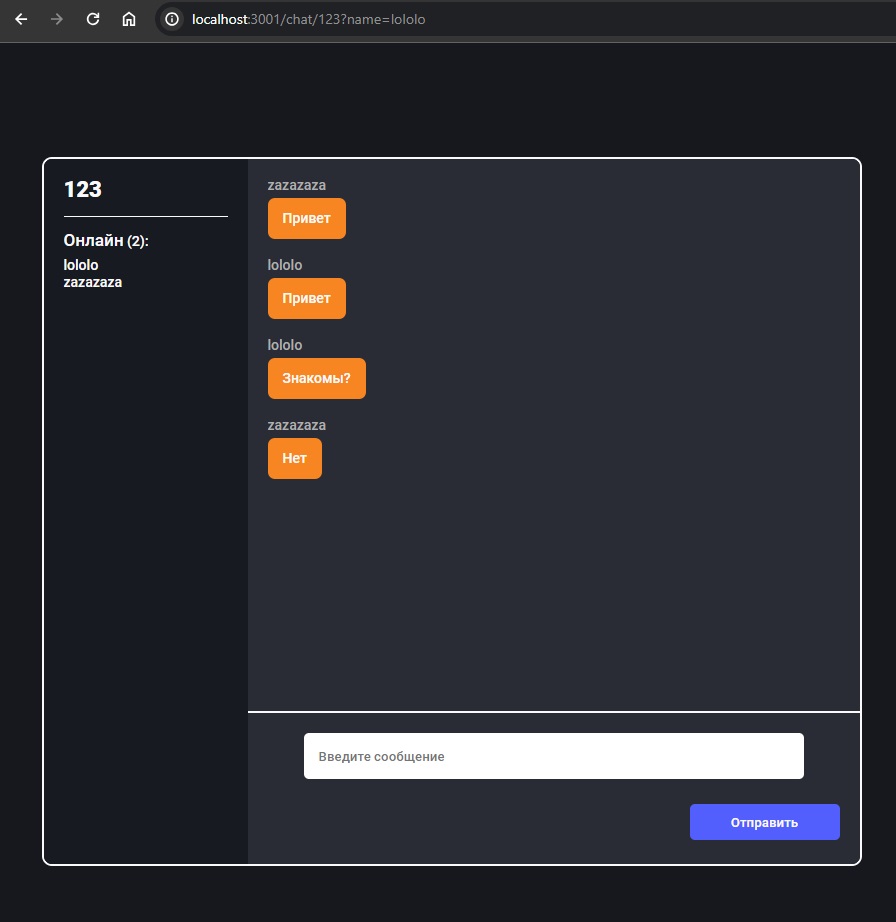 localhost:3001/chat/123?name=lololo
123
Онлайн (2):
lololo
zazazaza
zazazaza
Привет
lololo
Привет
lololo
Знакомы?
zazazaza
Нет
Введите сообщение
Отправить